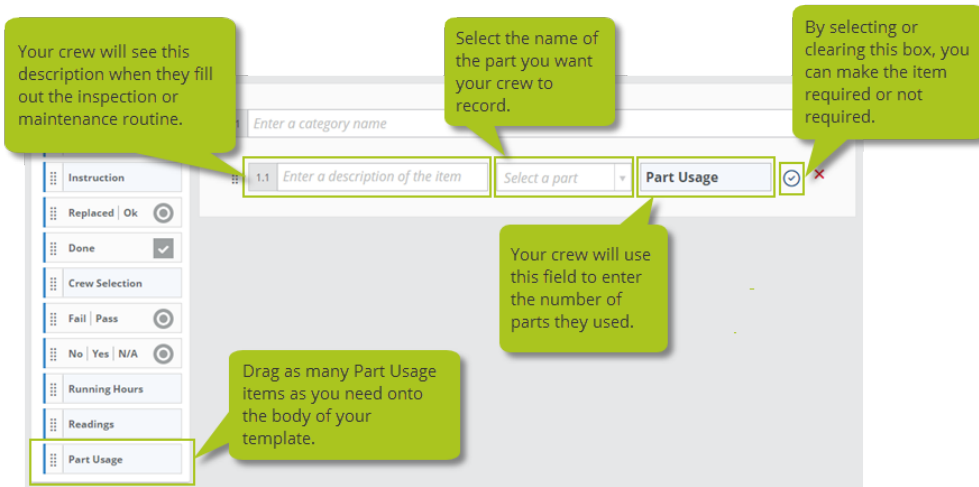 Your crew will see this
description when they fill
out the inspection or
maintenance routine.
Select the name of
the part you want
your crew to
record.
By selecting or
clearing this box, you
can make the item
required or not
required.
Enter a category name
Instruction
1.1 Enter a description of the item Select a part Part Usage
Replaced | Ok
Done
Crew Selection
Fail | Pass
No | Yes | N/A
Running Hours
Readings
Part Usage
Your crew will use
this field to enter
the number of
parts they used.
Drag as many Part Usage
items as you need onto
the body of your
template.